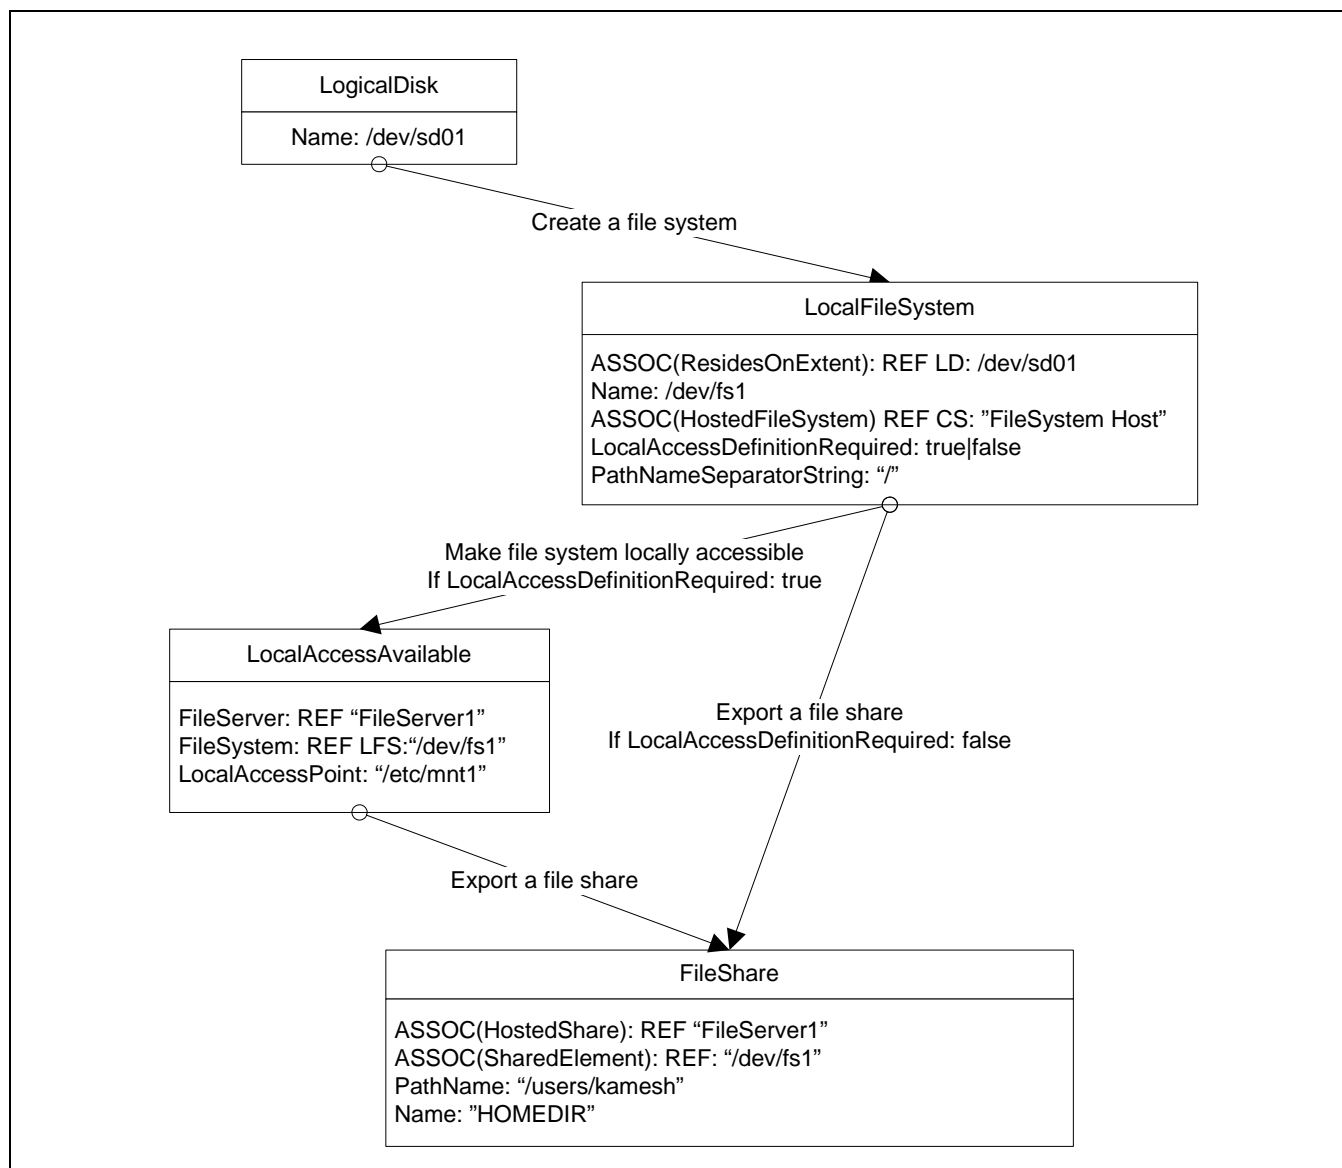 LogicalDisk
Name: /dev/sd01
Create a file system
LocalFileSystem
ASSOC(ResidesOnExtent): REF LD: /dev/sd01
Name: /dev/fs1
ASSOC(HostedFileSystem) REF CS: ”FileSystem Host”
LocalAccessDefinitionRequired: true|false
PathNameSeparatorString: “/”
Make file system locally accessible
If LocalAccessDefinitionRequired: true
LocalAccessAvailable
FileServer: REF “FileServer1”
FileSystem: REF LFS:“/dev/fs1”
LocalAccessPoint: “/etc/mnt1”
Export a file share
If LocalAccessDefinitionRequired: false
Export a file share
FileShare
ASSOC(HostedShare): REF “FileServer1”
ASSOC(SharedElement): REF: “/dev/fs1”
PathName: “/users/kamesh”
Name: ”HOMEDIR”